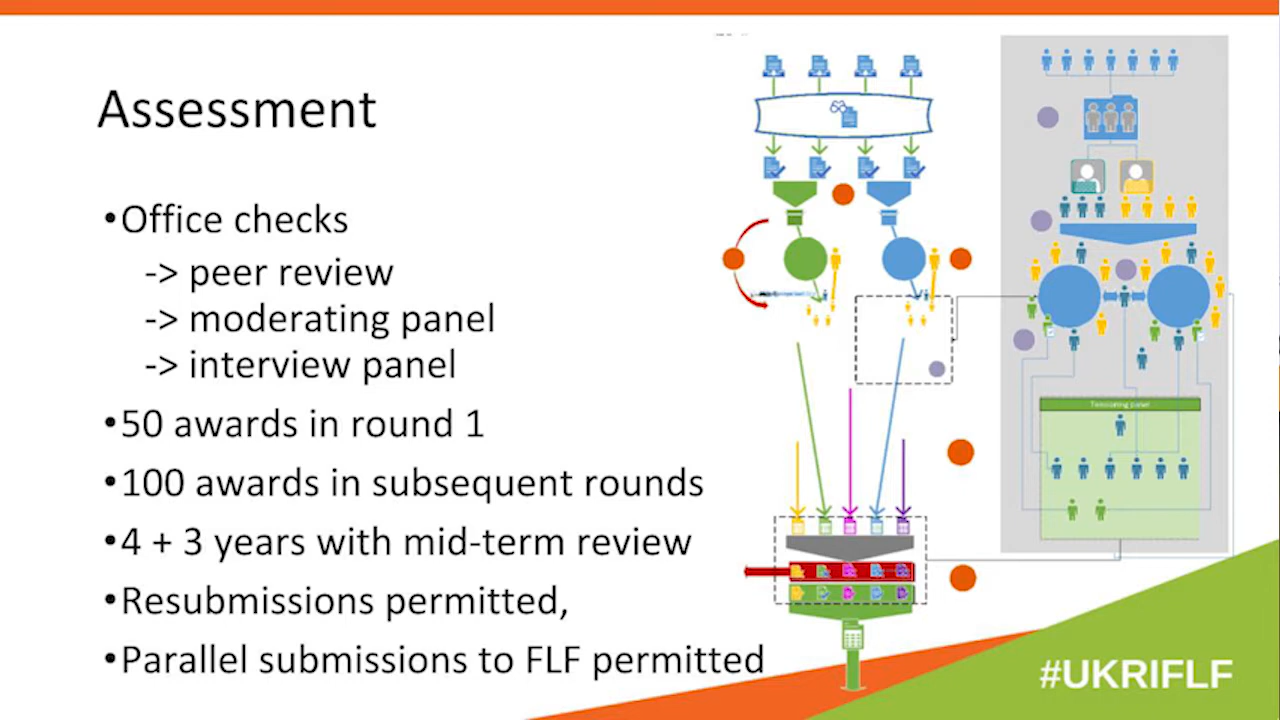 Assessment
•Office checks
-> peer review
-> moderating panel
-> interview panel
•50 awards in round 1
•100 awards in subsequent rounds
•4 + 3 years with mid-term review
•Resubmissions permitted,
•Parallel submissions to FLF permitted
#UKRIFLF